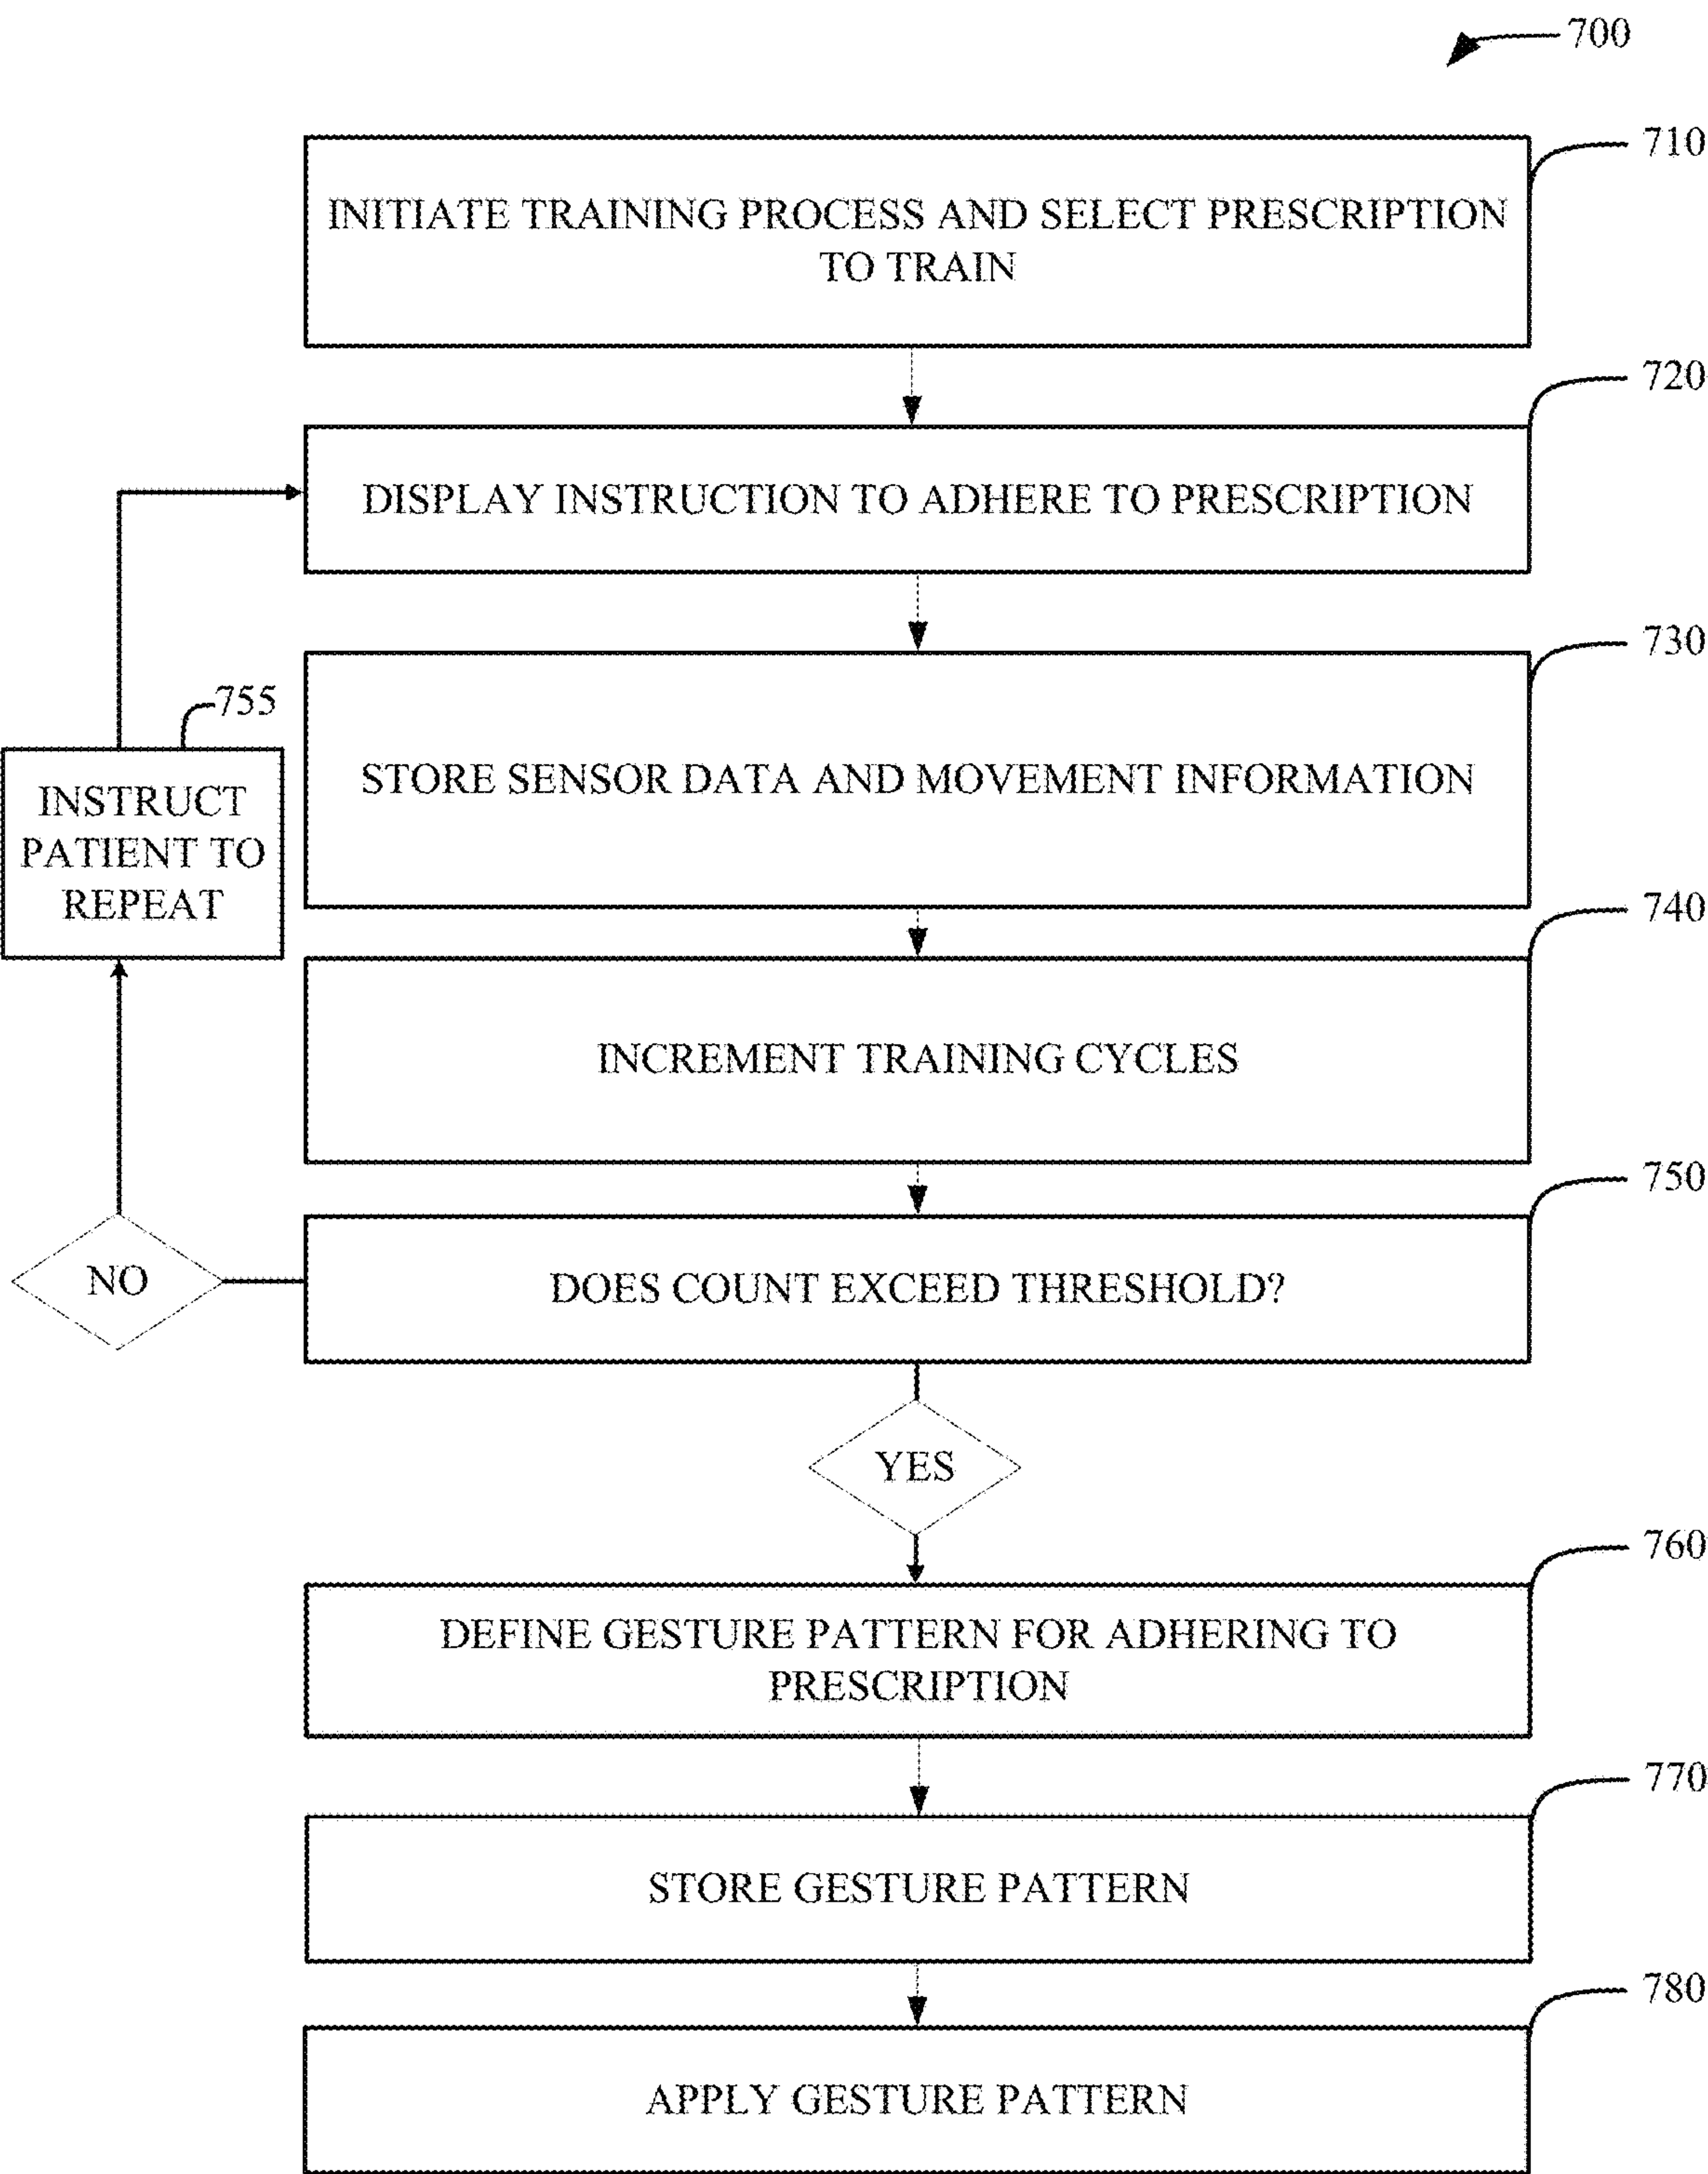 700
710
INITIATE TRAINING PROCESS AND SELECT PRESCRIPTION
TO TRAIN
720
DISPLAY INSTRUCTION TO ADHERE TO PRESCRIPTION
730
STORE SENSOR DATA AND MOVEMENT INFORMATION
755
INSTRUCT
PATIENT TO
REPEAT
740
INCREMENT TRAINING CYCLES
750
DOES COUNT EXCEED THRESHOLD?
NO
YES
760
DEFINE GESTURE PATTERN FOR ADHERING TO
PRESCRIPTION
770
STORE GESTURE PATTERN
780
APPLY GESTURE PATTERN